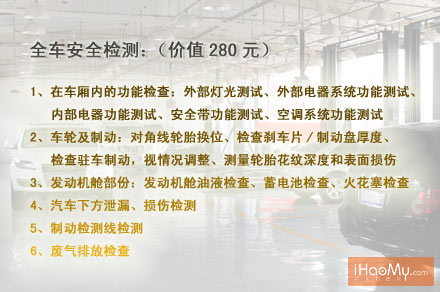 全车安全检测：（价值 280 元）
1、在车厢内的功能检查：外部灯光测试、外部电器系统功能测试、
内部电器功能测试、安全带功能测试、空调系统功能测试
2、车轮及制动：对角线轮胎换位、检查刹车片／制动盘厚度、
检查驻车制动，视情况调整、测量轮胎花纹深度和表面损伤
3、发动机舱部份：发动机舱油液检查、蓄电池检查、火花塞检查
4、汽车下方泄漏、损伤检测
5、制动检测线检测
6、废气排放检查
iHaoMy.com